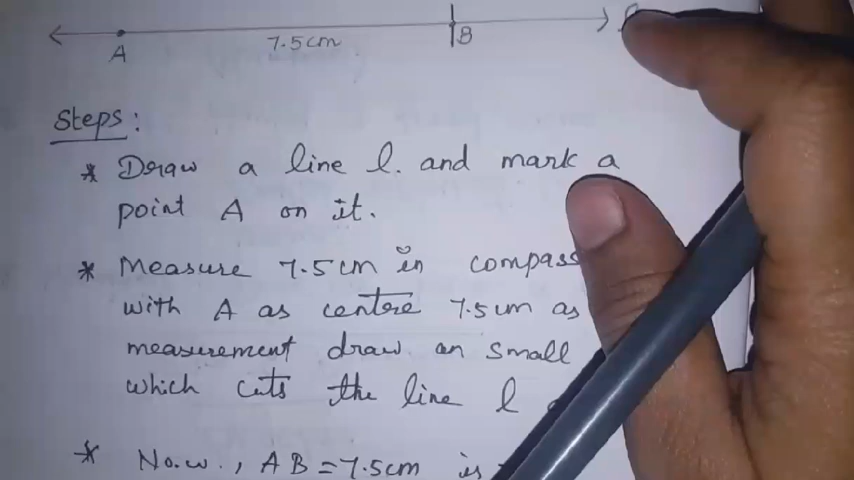 A 7.5cm B
Steps:
* Draw a line l. and mark a
point A on it.
* Measure 7.5cm in compass
with A as centere 7.5cm as
measurement draw an small
which cuts the line l
* Now, AB=7.5cm is